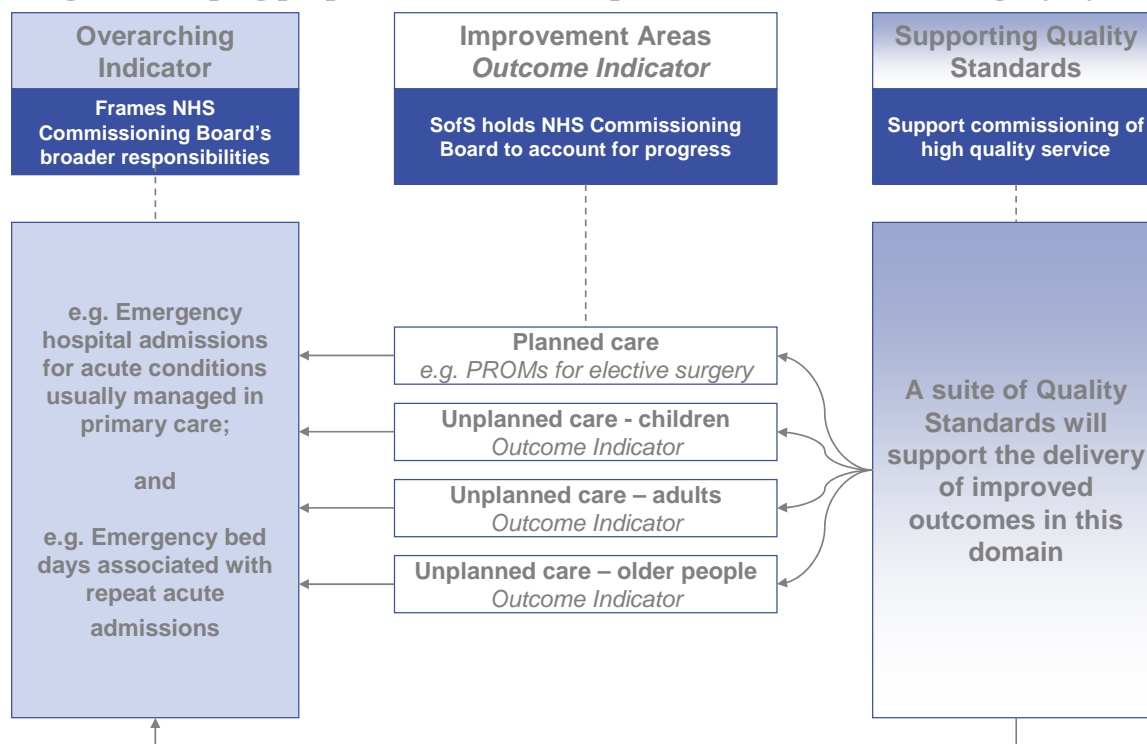 Overarching
Indicator
Frames NHS
Commissioning Board's
broader responsibilities
Improvement Areas
Outcome Indicator
SofS holds NHS Commissioning
Board to account for progress
Supporting Quality
Standards
Support commissioning of
high quality service
e.g. Emergency
hospital admissions
for acute conditions
usually managed in
primary care;
and
e.g. Emergency bed
days associated with
repeat acute
admissions
Planned care
e.g. PROMs for elective surgery
Unplanned care - children
Outcome Indicator
Unplanned care – adults
Outcome Indicator
Unplanned care – older people
Outcome Indicator
A suite of Quality
Standards will
support the delivery
of improved
outcomes in this
domain